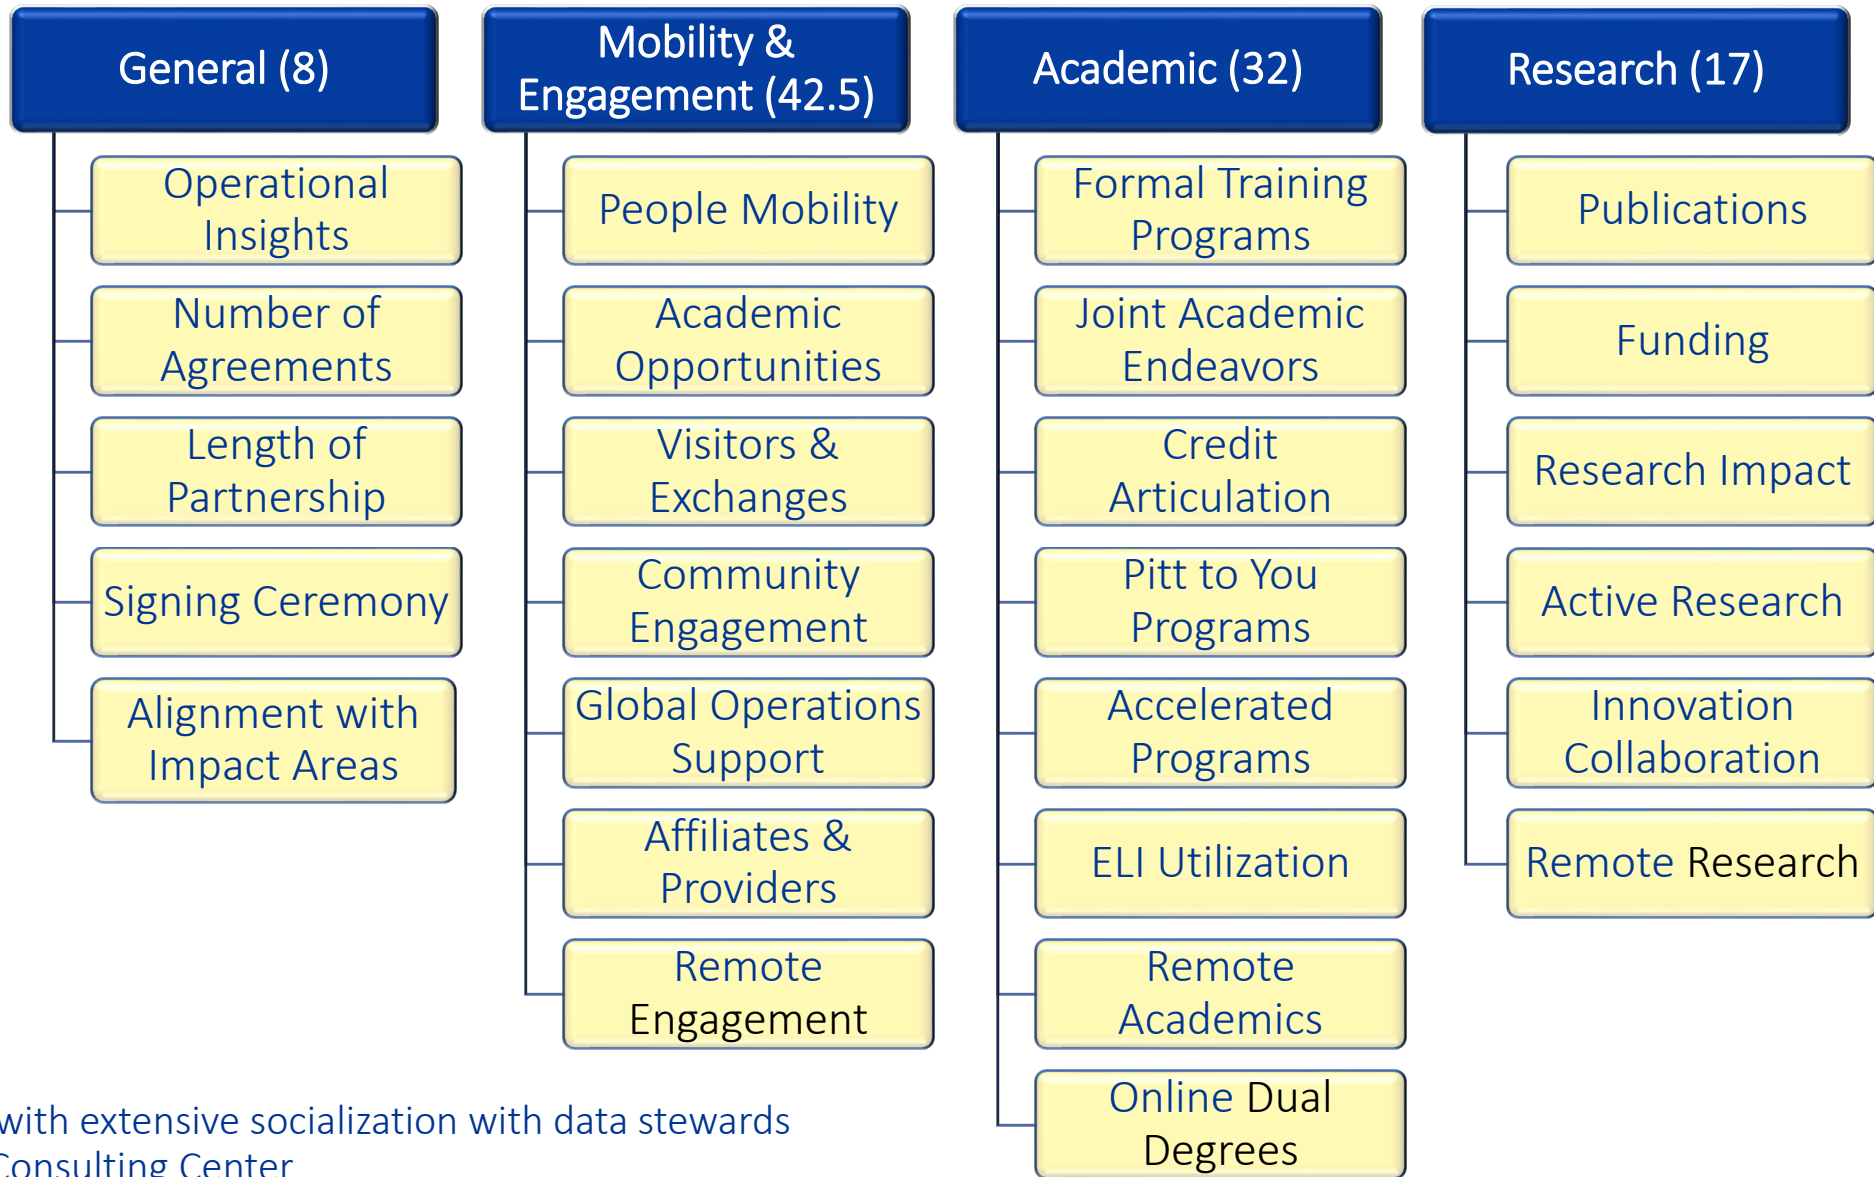 General (8)
Operational
Insights
Number of
Agreements
Length of
Partnership
Signing Ceremony
Alignment with
Impact Areas
Mobility &
Engagement (42.5)
People Mobility
Academic
Opportunities
Visitors &
Exchanges
Community
Engagement
Global Operations
Support
Affiliates &
Providers
Remote
Engagement
Academic (32)
Formal Training
Programs
Joint Academic
Endeavors
Credit
Articulation
Pitt to You
Programs
Accelerated
Programs
ELI Utilization
Remote
Academics
Online Dual
Degrees
Research (17)
Publications
Funding
Research Impact
Active Research
Innovation
Collaboration
Remote Research
with extensive socialization with data stewards
Consulting Center